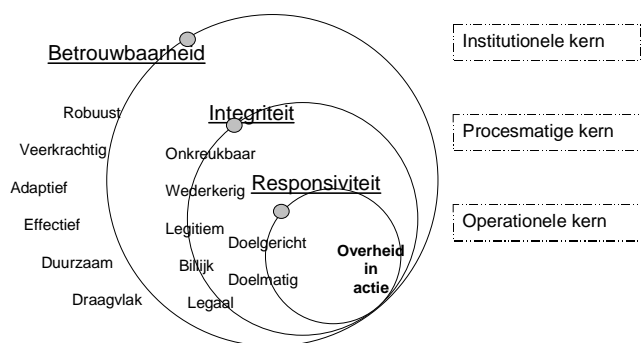 Betrouwbaarheid
Robuust
Veerkrachtig
Adaptief
Effectief
Duurzaam
Draagvlak
Integriteit
Onkreukbaar
Wederkerig
Legitiem
Billijk
Legaal
Responsiviteit
Doelgericht
Doelmatig
Overheid
in
actie
Institutionele kern
Procesmatige kern
Operationele kern